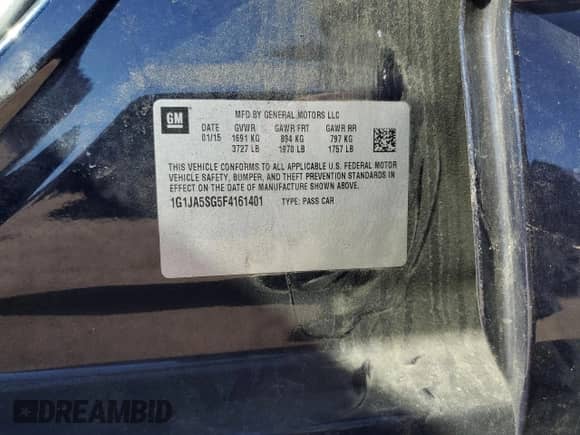 GM
MFD BY GENERAL MOTORS LLC
DATE GVWR GAWR FRT GAWR RR
01/15 1691 KG 894 KG 797 KG
3727 LB 1970 LB 1757 LB
THIS VEHICLE CONFORMS TO ALL APPLICABLE U.S. FEDERAL MOTOR
VEHICLE SAFETY, BUMPER, AND THEFT PREVENTION STANDARDS IN
EFFECT ON THE DATE OF MANUFACTURE SHOWN ABOVE.
1G1JA5SG5F4161401 TYPE: PASS CAR
DREAMBID